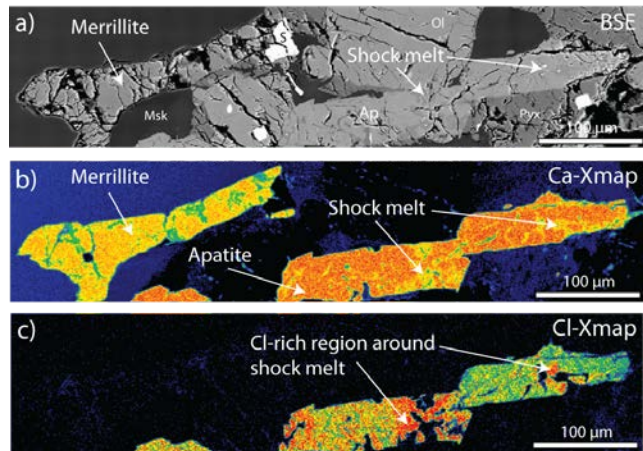 a)
BSE
Merrillite
Ol
S
Shock melt
Msk
Ap
Pyx
100 µm
b)
Ca-Xmap
Merrillite
Shock melt
Apatite
100 µm
c)
Cl-Xmap
Cl-rich region around
shock melt
100 µm